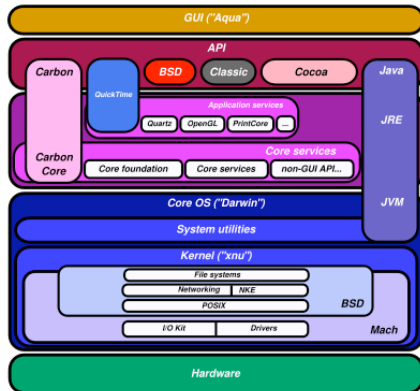 GUI ("Aqua")
API
Carbon
QuickTime
BSD
Classic
Cocoa
Java
Application services
Quartz
OpenGL
PrintCore
...
JRE
Core services
Carbon
Core
Core foundation
Core services
non-GUI API...
Core OS ("Darwin")
JVM
System utilities
Kernel ("xnu")
File systems
Networking
NKE
POSIX
BSD
I/O Kit
Drivers
Mach
Hardware